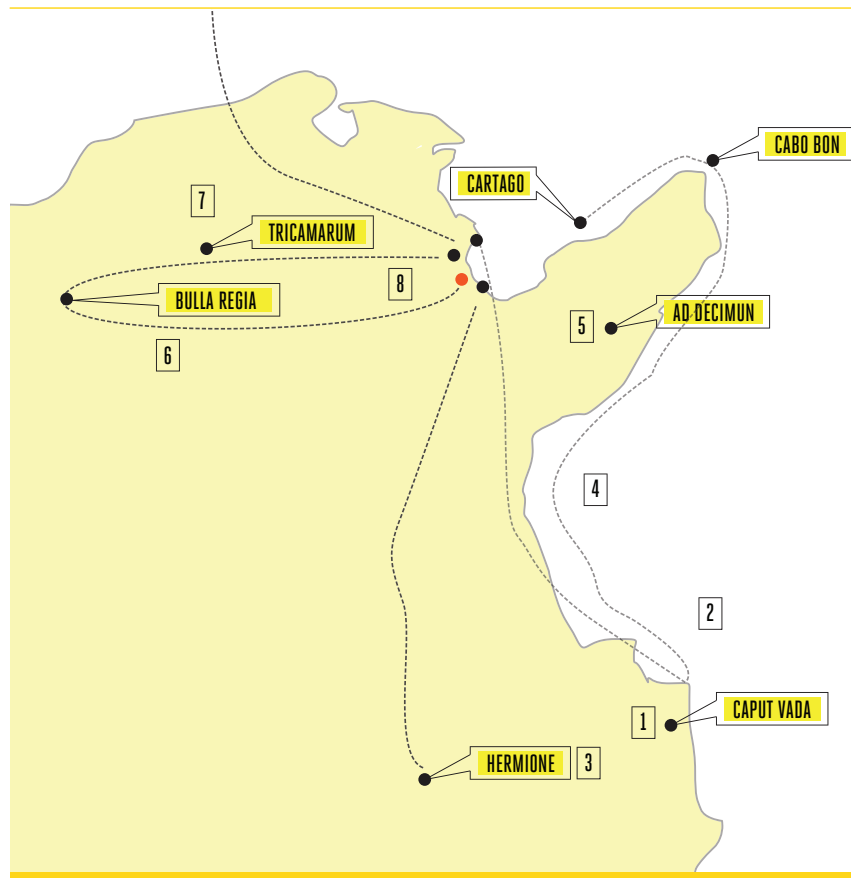 CABO BON
CARTAGO
7
TRICAMARUM
8
BULLA REGIA
5
AD DECIMUN
6
4
2
1
CAPUT VADA
HERMIONE
3